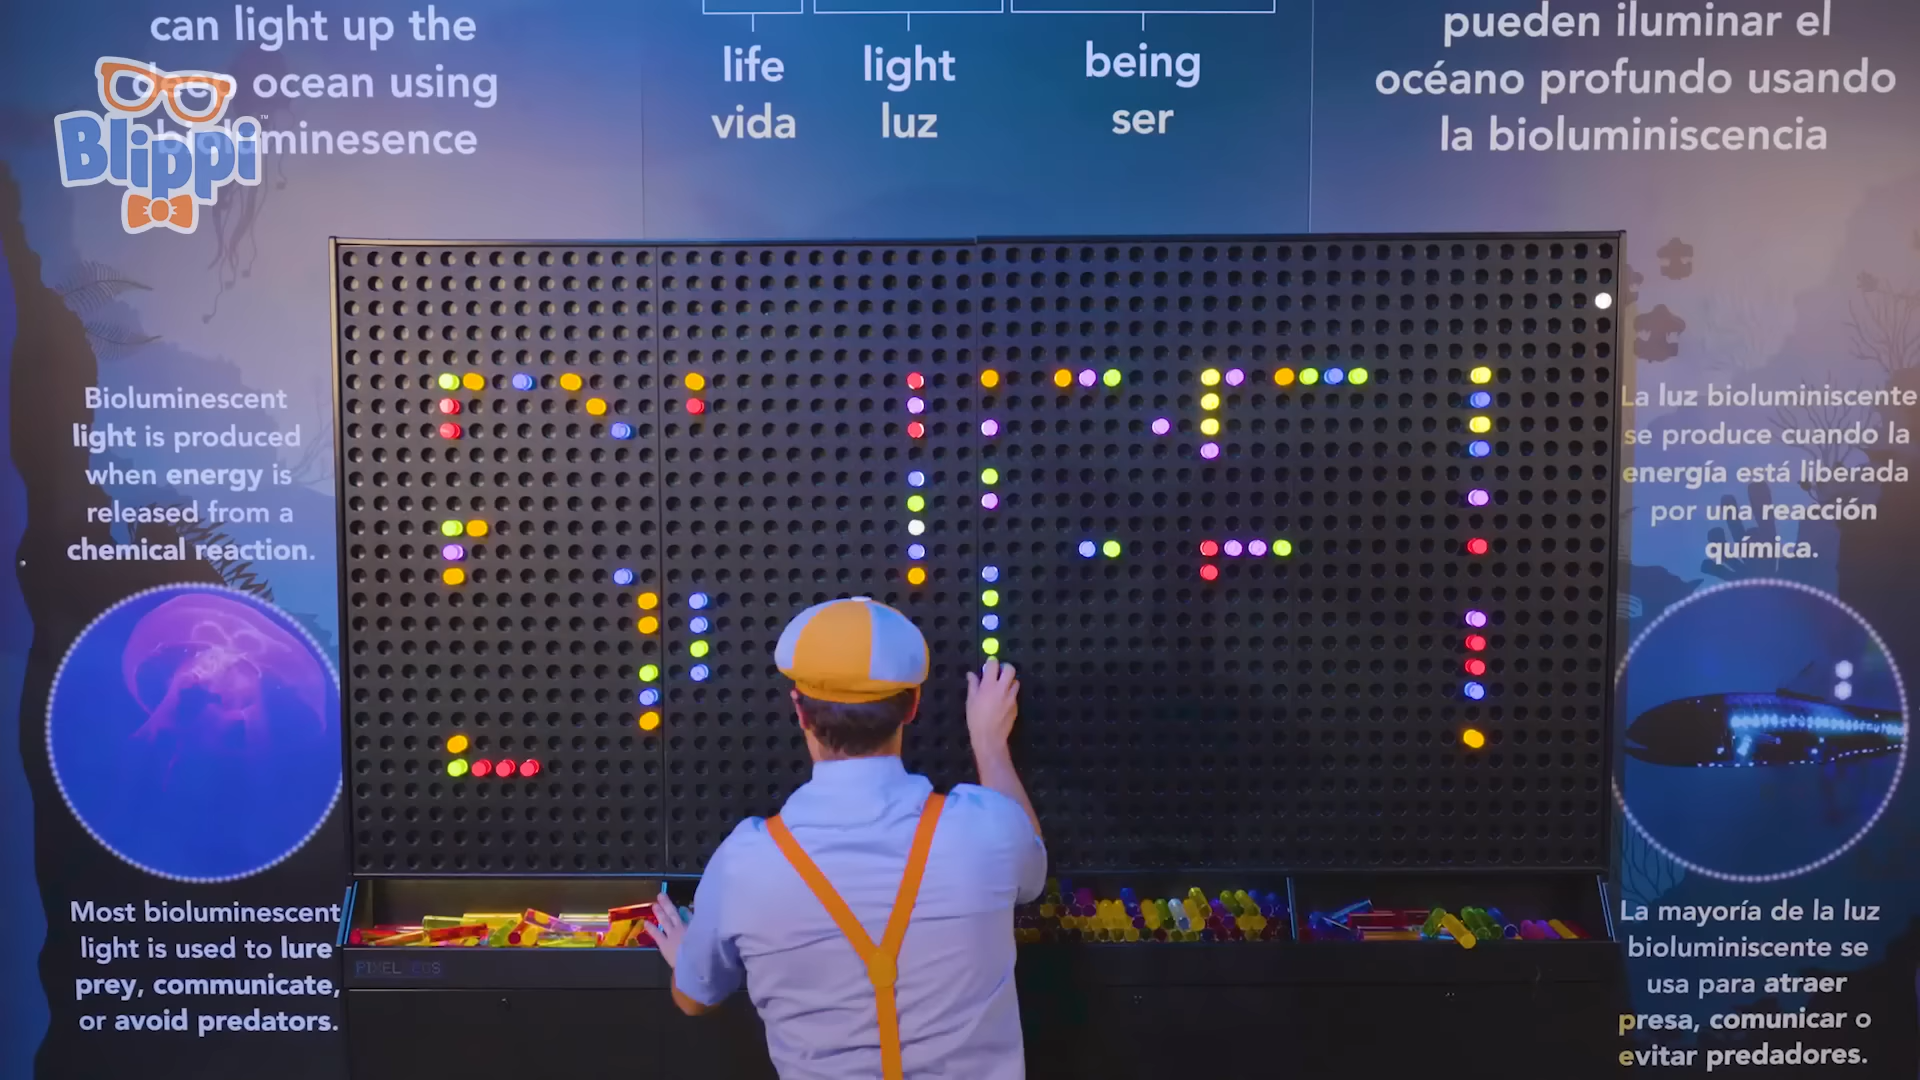 can light up the
deep ocean using
bioluminesence
life
vida
light
luz
being
ser
pueden iluminar el
océano profundo usando
la bioluminiscencia
Blippi
Bioluminescent
light is produced
when energy is
released from a
chemical reaction.
Most bioluminescent
light is used to lure
prey, communicate,
or avoid predators.
La luz bioluminiscente
se produce cuando la
energía está liberada
por una reacción
química.
La mayoría de la luz
bioluminiscente se
usa para atraer
presa, comunicar o
evitar predadores.